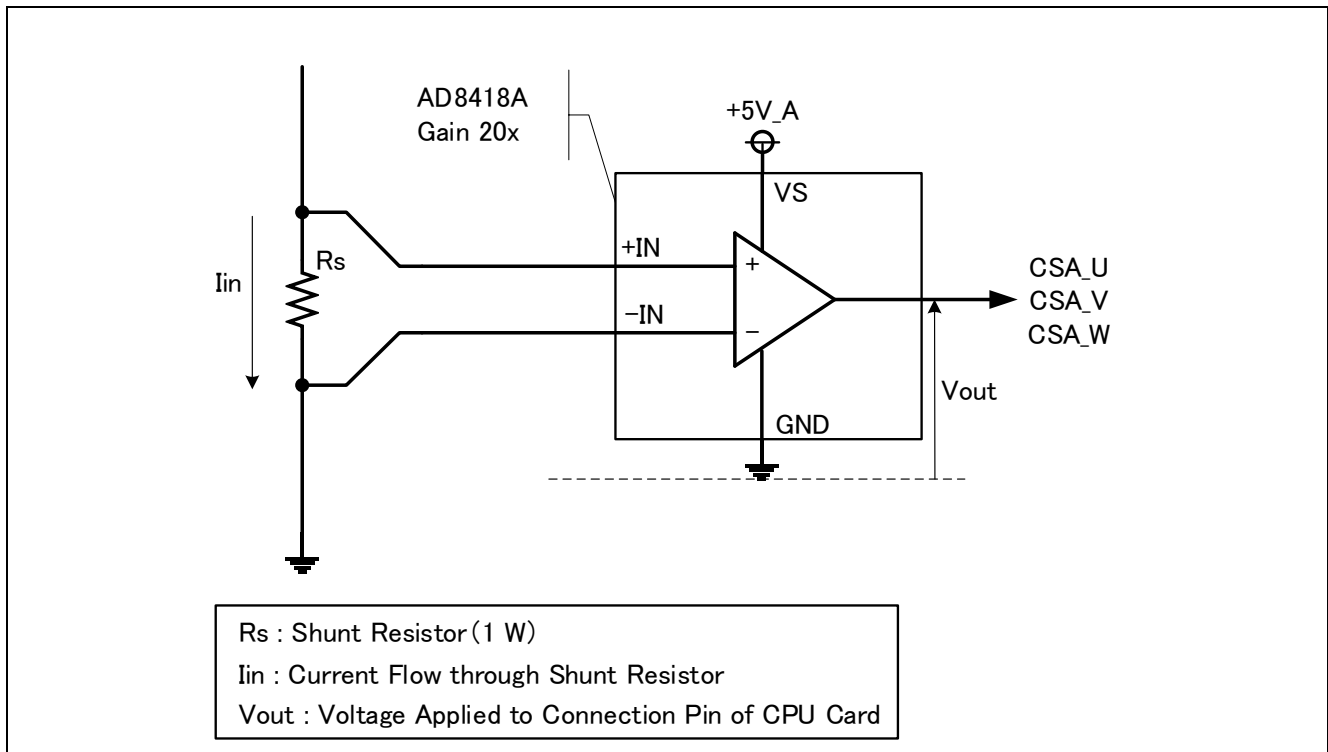 AD8418A
Gain 20x
+5V_A
VS
+IN
Rs
+
Iin
CSA_U
CSA_V
CSA_W
−IN
−
Vout
GND
Rs : Shunt Resistor(1 W)
Iin : Current Flow through Shunt Resistor
Vout : Voltage Applied to Connection Pin of CPU Card